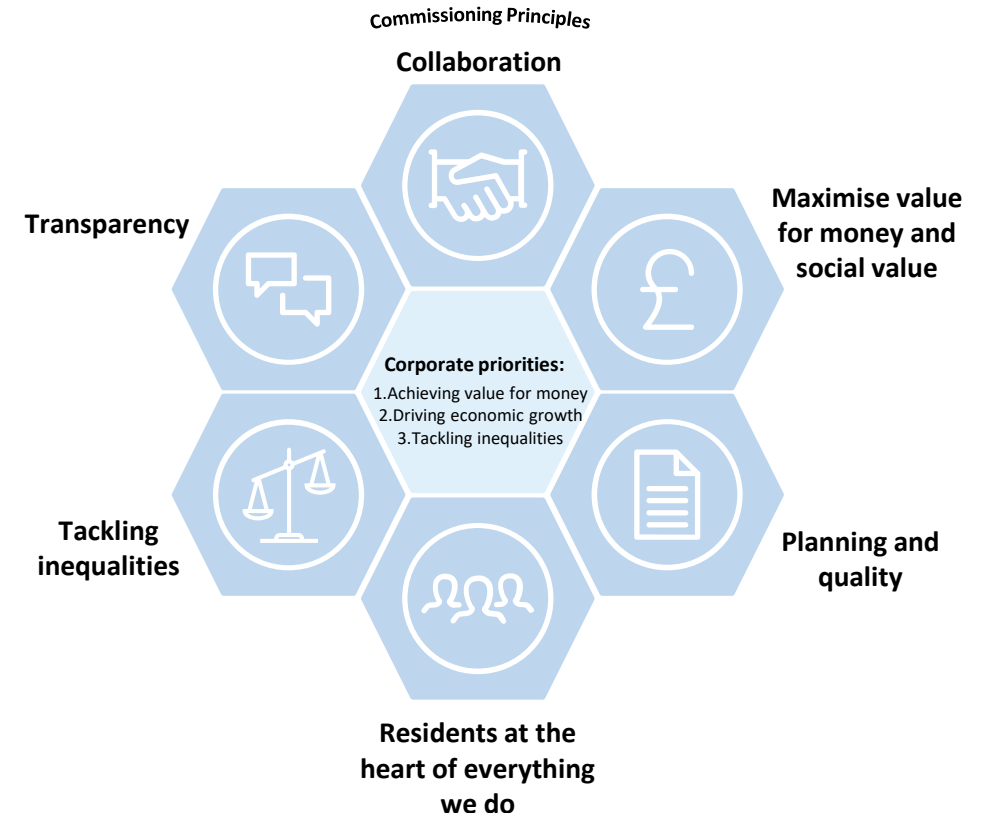 Commissioning Principles
Collaboration
Transparency
Maximise value
for money and
social value
Corporate priorities:
1.Achieving value for money
2.Driving economic growth
3.Tackling inequalities
Tackling
inequalities
Planning and
quality
Residents at the
heart of everything
we do